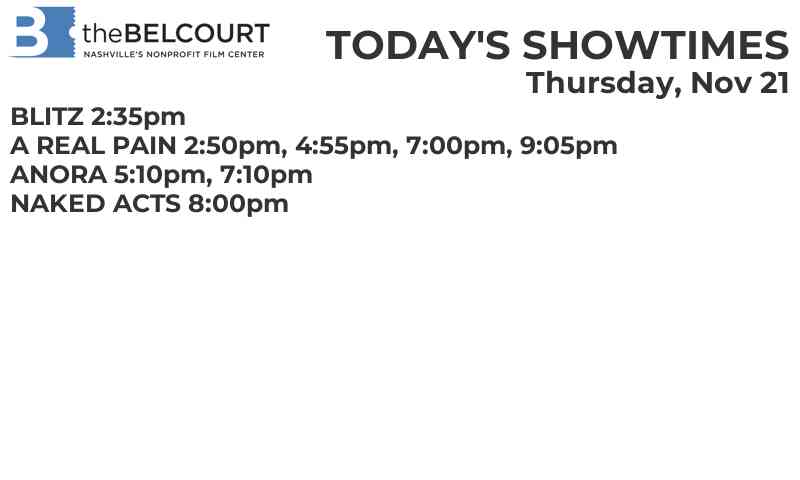 B theBELCOURT
NASHVILLE'S NONPROFIT FILM CENTER
TODAY'S SHOWTIMES
Thursday, Nov 21
BLITZ 2:35pm
A REAL PAIN 2:50pm, 4:55pm, 7:00pm, 9:05pm
ANORA 5:10pm, 7:10pm
NAKED ACTS 8:00pm